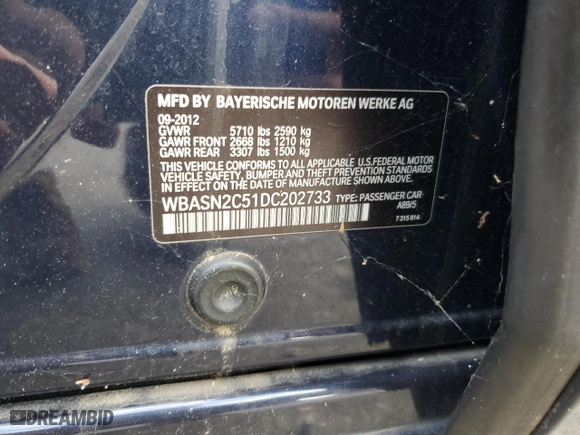 MFD BY BAYERISCHE MOTOREN WERKE AG
09-2012
GVWR 5710 lbs 2590 kg
GAWR FRONT 2668 lbs 1210 kg
GAWR REAR 3307 lbs 1500 kg
THIS VEHICLE CONFORMS TO ALL APPLICABLE U.S.FEDERAL MOTOR
VEHICLE SAFETY, BUMPER,AND THEFT PREVENTION STANDARDS IN
EFFECT ON THE DATE OF MANUFACTURE SHOWN ABOVE.
WBASN2C51DC202733 TYPE: PASSENGER CAR
A89/5
7 315 814
DREAMBID